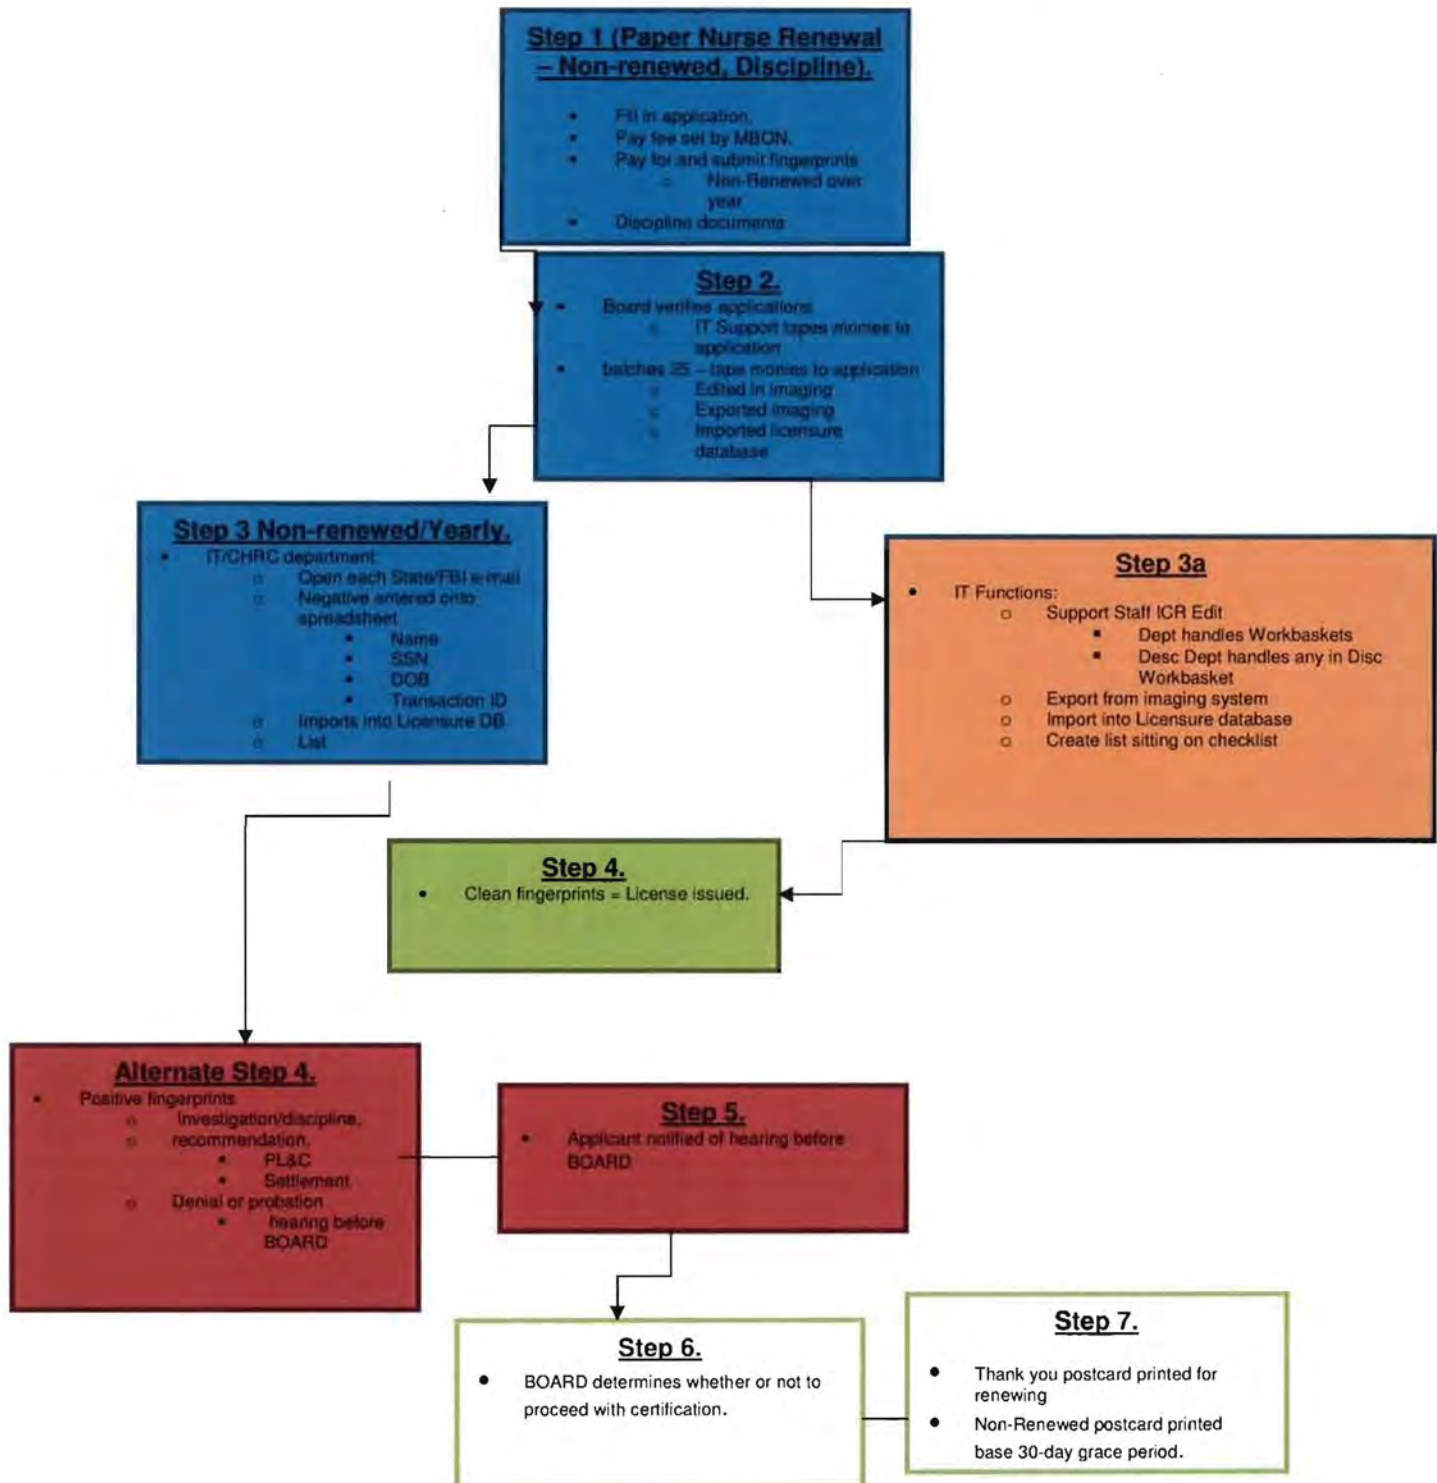 Step 1 (Paper Nurse Renewal
– Non-renewed, Discipline).
• Fill in application.
• Pay fee set by MBON.
• Pay for and submit fingerprints
o Non-Renewed over
year
• Discipline documents
Step 2.
• Board verifies applications
o IT Support tapes monies to
application
• batches 25 – tape monies to application
o Edited in imaging
o Exported imaging
o Imported licensure
database
Step 3 Non-renewed/Yearly.
• IT/CHRC department:
o Open each State/FBI e-mail
o Negative entered onto
spreadsheet
▪ Name
▪ SSN
▪ DOB
▪ Transaction ID
o Imports into Licensure DB
o List
Step 3a
• IT Functions:
o Support Staff ICR Edit
▪ Dept handles Workbaskets
▪ Desc Dept handles any in Disc
Workbasket
o Export from imaging system
o Import into Licensure database
o Create list sitting on checklist
Step 4.
• Clean fingerprints = License issued.
Alternate Step 4.
• Positive fingerprints
o Investigation/discipline,
o recommendation,
▪ PL&C
▪ Settlement
o Denial or probation
▪ hearing before
BOARD
Step 5.
• Applicant notified of hearing before
BOARD
Step 6.
• BOARD determines whether or not to
proceed with certification.
Step 7.
• Thank you postcard printed for
renewing
• Non-Renewed postcard printed
base 30-day grace period.